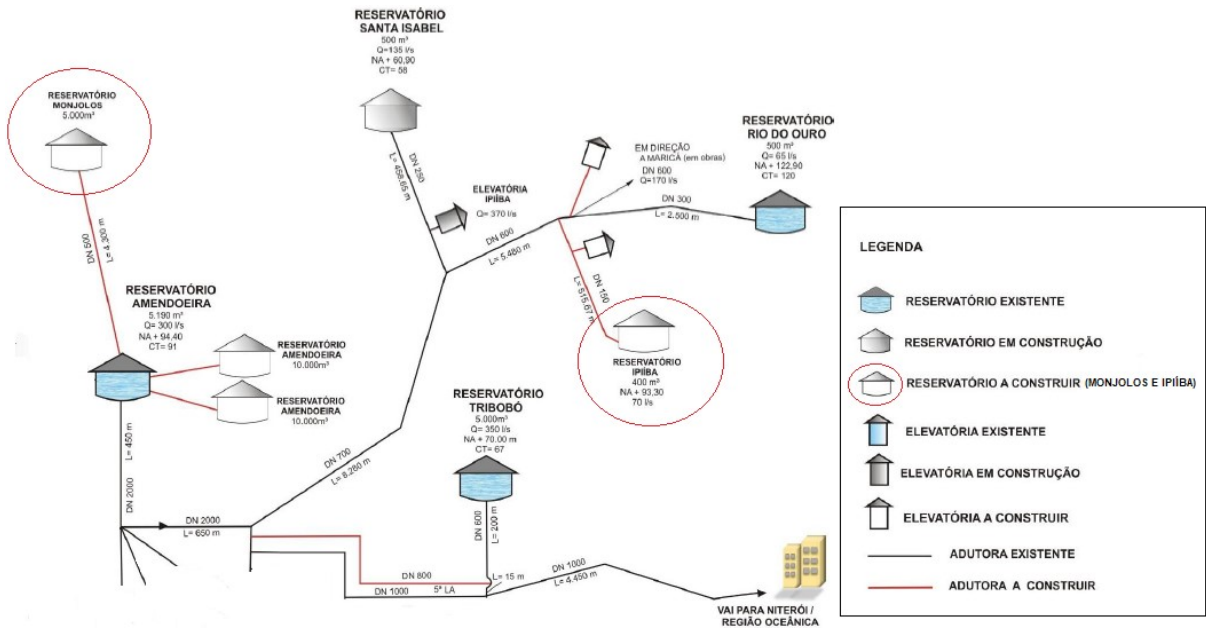 RESERVATÓRIO
SANTA ISABEL
500 m³
Q=135 l/s
NA + 60,90
CT= 58
RESERVATÓRIO
MONJOLOS
5.000m³
DN 500
L= 4.300 m
DN 250
L= 458,65 m
ELEVATÓRIA
IPIÍBA
Q= 370 l/s
EM DIREÇÃO
A MARICÁ (em obras)
DN 600
Q=170 l/s
RESERVATÓRIO
RIO DO OURO
500 m³
Q= 65 l/s
NA + 122,90
CT= 120
DN 300
L= 2.500 m
DN 600
L= 5.480 m
DN 150
L= 515,67 m
RESERVATÓRIO
IPIÍBA
400 m³
NA + 93,30
70 l/s
RESERVATÓRIO
AMENDOEIRA
5.190 m³
Q= 300 l/s
NA + 94,40
CT= 91
RESERVATÓRIO
AMENDOEIRA
10.000m³
RESERVATÓRIO
AMENDOEIRA
10.000m³
RESERVATÓRIO
TRIBOBÓ
5.000m³
Q= 350 l/s
NA + 70.00 m
CT= 67
L= 450 m
DN 2000
DN 2000
L= 650 m
DN 700
L= 8.280 m
DN 600
L= 200 m
DN 800
5ª LA
DN 1000
L= 15 m
DN 1000
L= 4.450 m
VAI PARA NITERÓI /
REGIÃO OCEÂNICA
LEGENDA
RESERVATÓRIO EXISTENTE
RESERVATÓRIO EM CONSTRUÇÃO
RESERVATÓRIO A CONSTRUIR (MONJOLOS E IPIÍBA)
ELEVATÓRIA EXISTENTE
ELEVATÓRIA EM CONSTRUÇÃO
ELEVATÓRIA A CONSTRUIR
ADUTORA EXISTENTE
ADUTORA A CONSTRUIR